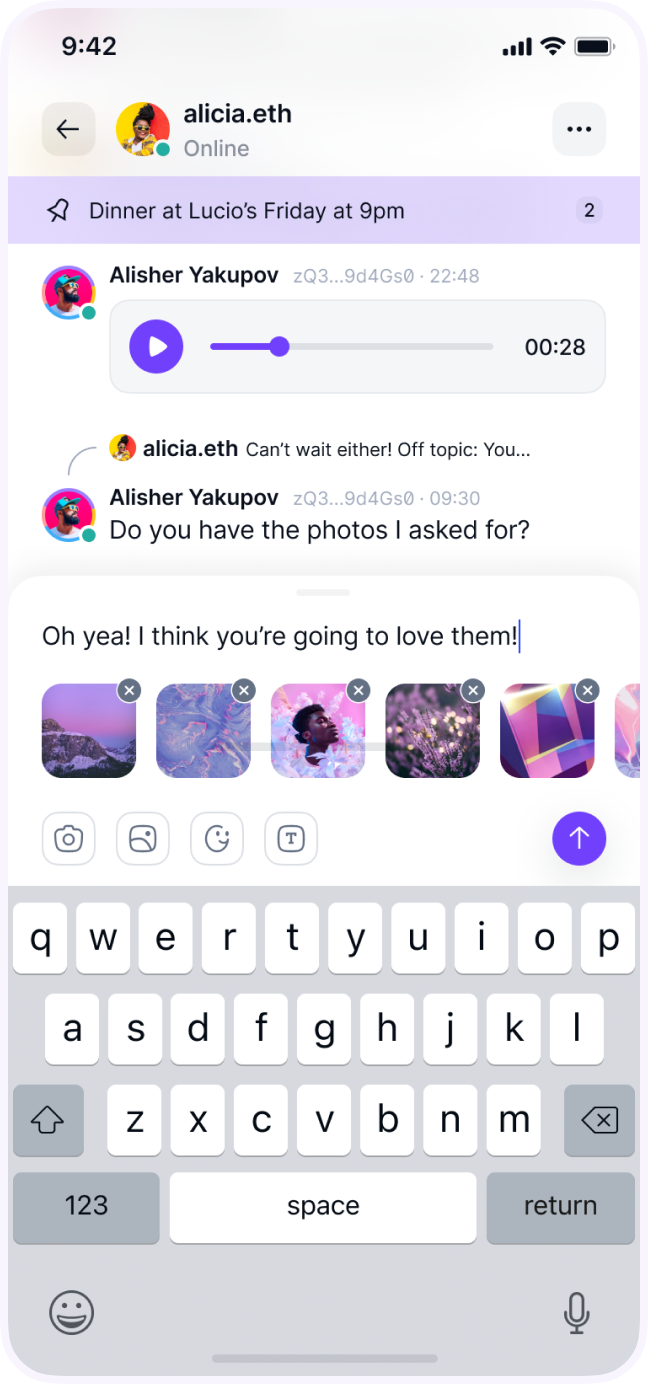 9:42
alicia.eth
Online
Dinner at Lucio’s Friday at 9pm 2
Alisher Yakupov zQ3...9d4Gs0 · 22:48
00:28
alicia.eth Can’t wait either! Off topic: You...
Alisher Yakupov zQ3...9d4Gs0 · 09:30
Do you have the photos I asked for?
Oh yea! I think you’re going to love them!
T
q w e r t y u i o p
a s d f g h j k l
z x c v b n m
123 space return